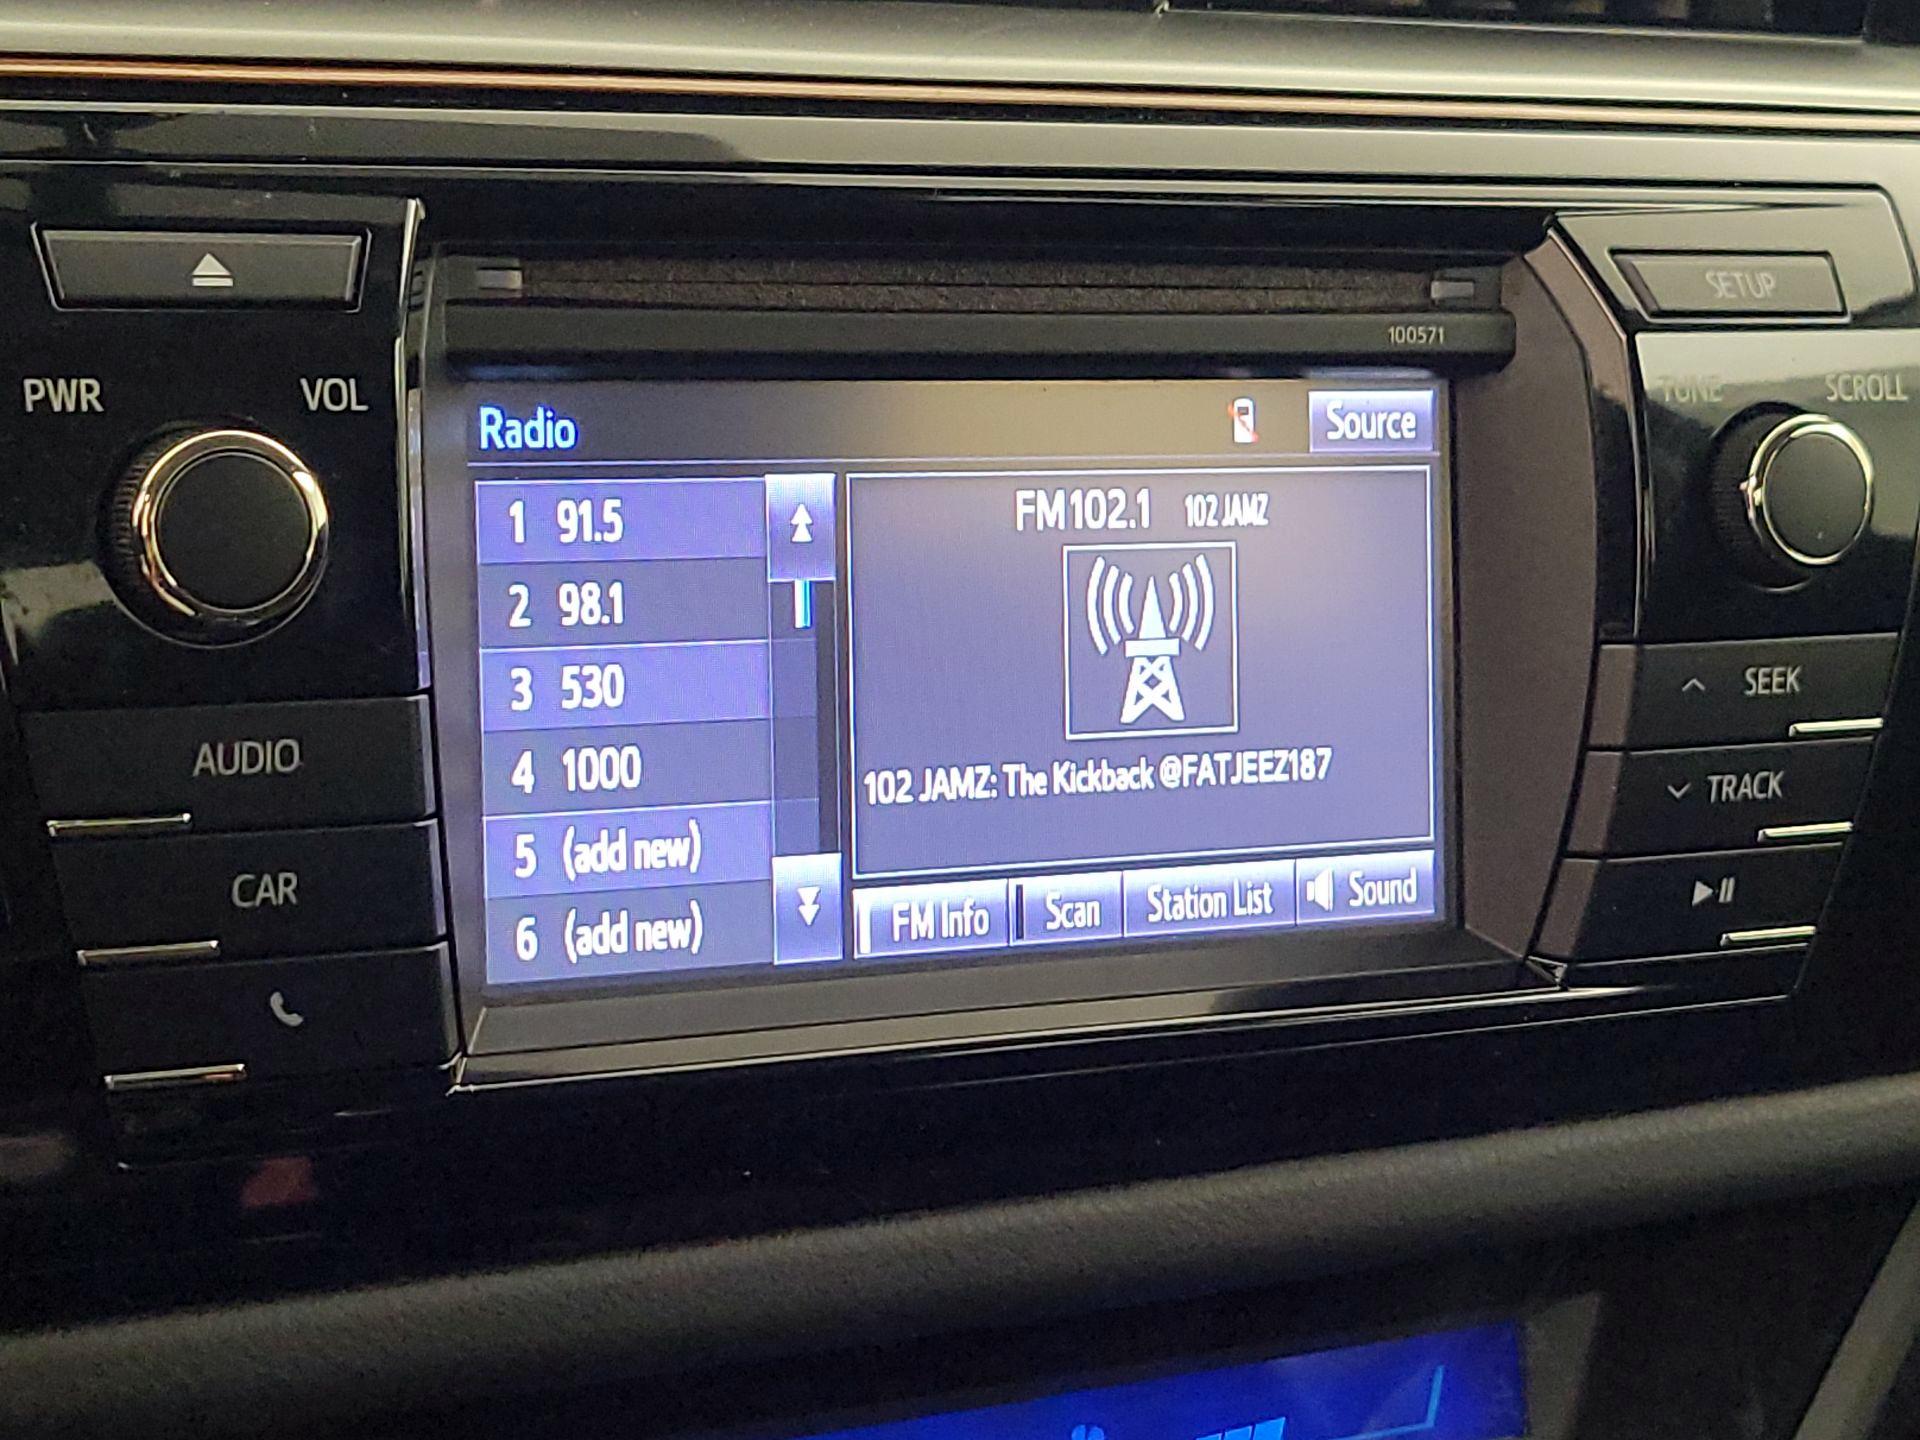 SETUP
100571
PWR VOL
TUNE SCROLL
Radio
Source
1 91.5
2 98.1
3 530
4 1000
5 (add new)
6 (add new)
FM102.1 102 JAMZ
102 JAMZ: The Kickback @FATJEEZ187
FM Info
Scan
Station List
Sound
AUDIO
CAR
SEEK
TRACK